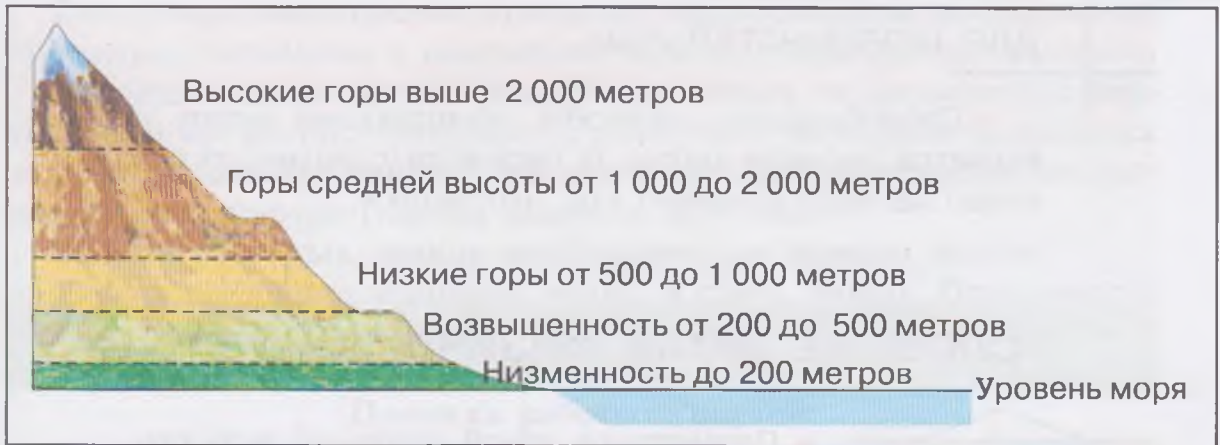 Высокие горы выше 2 000 метров
Горы средней высоты от 1 000 до 2 000 метров
Низкие горы от 500 до 1 000 метров
Возвышенность от 200 до 500 метров
Низменность до 200 метров
Уровень моря